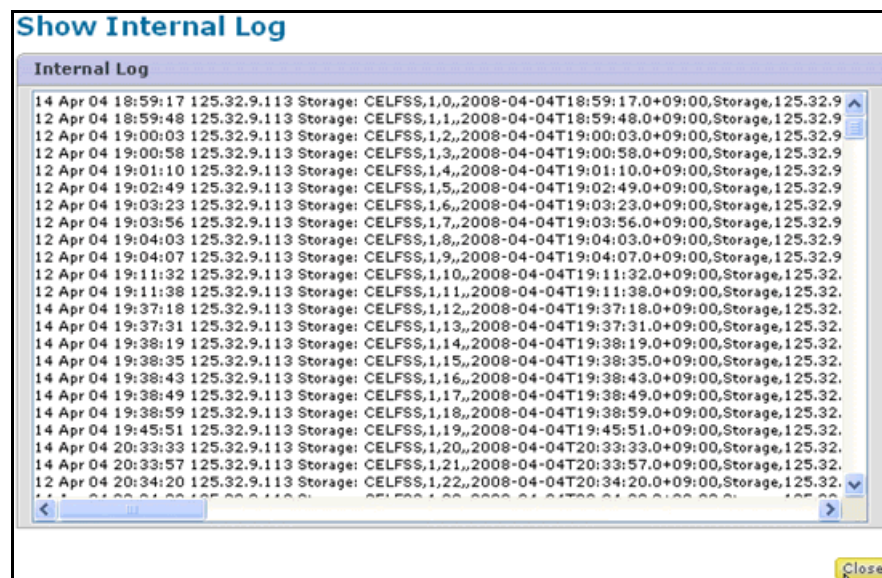 Show Internal Log
Internal Log
14 Apr 04 18:59:17 125.32.9.113 Storage: CELFSS,1,0,,2008-04-04T18:59:17.0+09:00,Storage,125.32.9
12 Apr 04 18:59:48 125.32.9.113 Storage: CELFSS,1,1,,2008-04-04T18:59:48.0+09:00,Storage,125.32.9
12 Apr 04 19:00:03 125.32.9.113 Storage: CELFSS,1,2,,2008-04-04T19:00:03.0+09:00,Storage,125.32.9
12 Apr 04 19:00:58 125.32.9.113 Storage: CELFSS,1,3,,2008-04-04T19:00:58.0+09:00,Storage,125.32.9
12 Apr 04 19:01:10 125.32.9.113 Storage: CELFSS,1,4,,2008-04-04T19:01:10.0+09:00,Storage,125.32.9
12 Apr 04 19:02:49 125.32.9.113 Storage: CELFSS,1,5,,2008-04-04T19:02:49.0+09:00,Storage,125.32.9
12 Apr 04 19:03:23 125.32.9.113 Storage: CELFSS,1,6,,2008-04-04T19:03:23.0+09:00,Storage,125.32.9
12 Apr 04 19:03:56 125.32.9.113 Storage: CELFSS,1,7,,2008-04-04T19:03:56.0+09:00,Storage,125.32.9
12 Apr 04 19:04:03 125.32.9.113 Storage: CELFSS,1,8,,2008-04-04T19:04:03.0+09:00,Storage,125.32.9
12 Apr 04 19:04:07 125.32.9.113 Storage: CELFSS,1,9,,2008-04-04T19:04:07.0+09:00,Storage,125.32.9
12 Apr 04 19:11:32 125.32.9.113 Storage: CELFSS,1,10,,2008-04-04T19:11:32.0+09:00,Storage,125.32.
12 Apr 04 19:11:38 125.32.9.113 Storage: CELFSS,1,11,,2008-04-04T19:11:38.0+09:00,Storage,125.32.
14 Apr 04 19:37:18 125.32.9.113 Storage: CELFSS,1,12,,2008-04-04T19:37:18.0+09:00,Storage,125.32.
14 Apr 04 19:37:31 125.32.9.113 Storage: CELFSS,1,13,,2008-04-04T19:37:31.0+09:00,Storage,125.32.
14 Apr 04 19:38:19 125.32.9.113 Storage: CELFSS,1,14,,2008-04-04T19:38:19.0+09:00,Storage,125.32.
14 Apr 04 19:38:35 125.32.9.113 Storage: CELFSS,1,15,,2008-04-04T19:38:35.0+09:00,Storage,125.32.
14 Apr 04 19:38:43 125.32.9.113 Storage: CELFSS,1,16,,2008-04-04T19:38:43.0+09:00,Storage,125.32.
14 Apr 04 19:38:49 125.32.9.113 Storage: CELFSS,1,17,,2008-04-04T19:38:49.0+09:00,Storage,125.32.
14 Apr 04 19:38:59 125.32.9.113 Storage: CELFSS,1,18,,2008-04-04T19:38:59.0+09:00,Storage,125.32.
14 Apr 04 19:45:51 125.32.9.113 Storage: CELFSS,1,19,,2008-04-04T19:45:51.0+09:00,Storage,125.32.
14 Apr 04 20:33:33 125.32.9.113 Storage: CELFSS,1,20,,2008-04-04T20:33:33.0+09:00,Storage,125.32.
14 Apr 04 20:33:57 125.32.9.113 Storage: CELFSS,1,21,,2008-04-04T20:33:57.0+09:00,Storage,125.32.
12 Apr 04 20:34:20 125.32.9.113 Storage: CELFSS,1,22,,2008-04-04T20:34:20.0+09:00,Storage,125.32.
Close